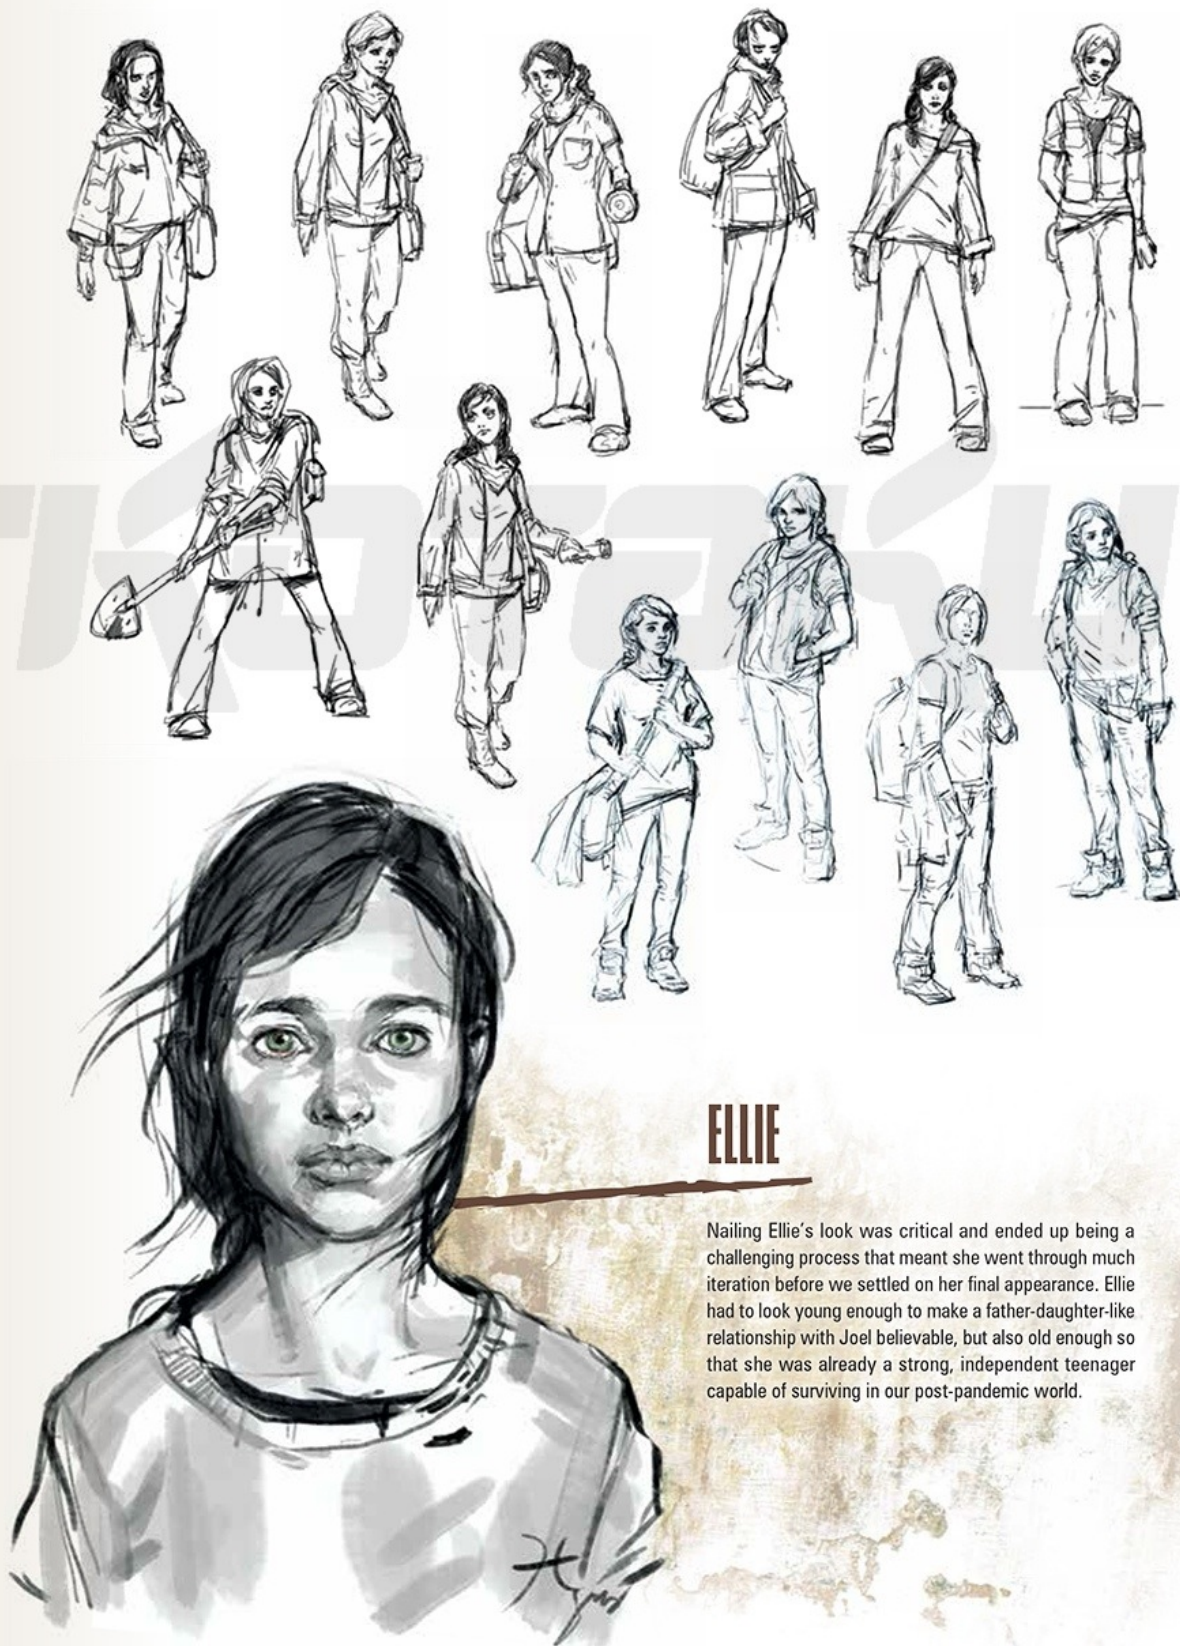 KOTAKU
ELLIE
Nailing Ellie's look was critical and ended up being a
challenging process that meant she went through much
iteration before we settled on her final appearance. Ellie
had to look young enough to make a father-daughter-like
relationship with Joel believable, but also old enough so
that she was already a strong, independent teenager
capable of surviving in our post-pandemic world.